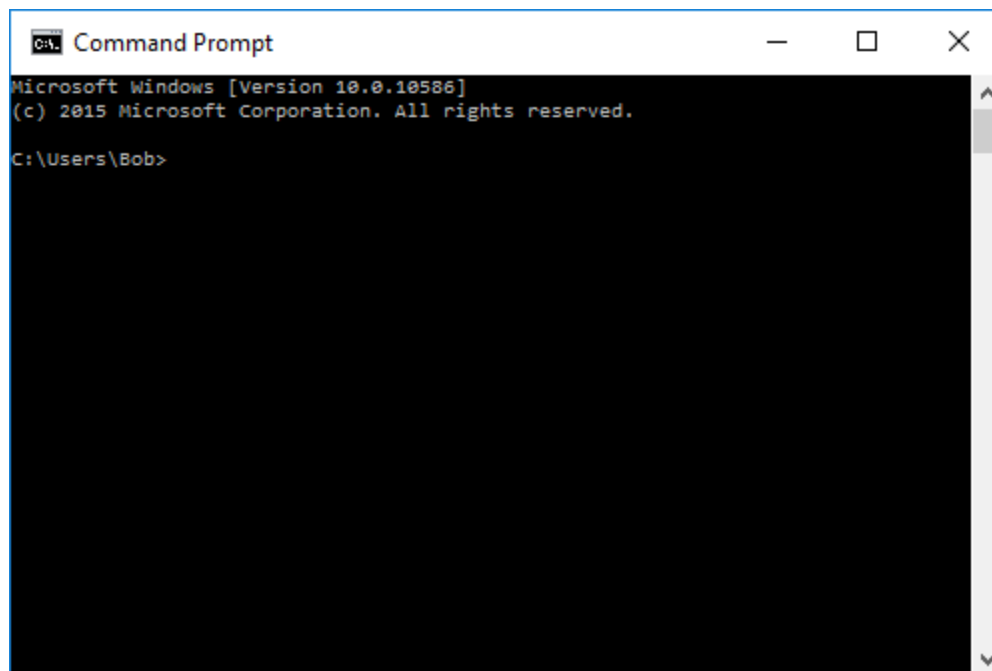 Command Prompt
Microsoft Windows [Version 10.0.10586]
(c) 2015 Microsoft Corporation. All rights reserved.
C:\Users\Bob>